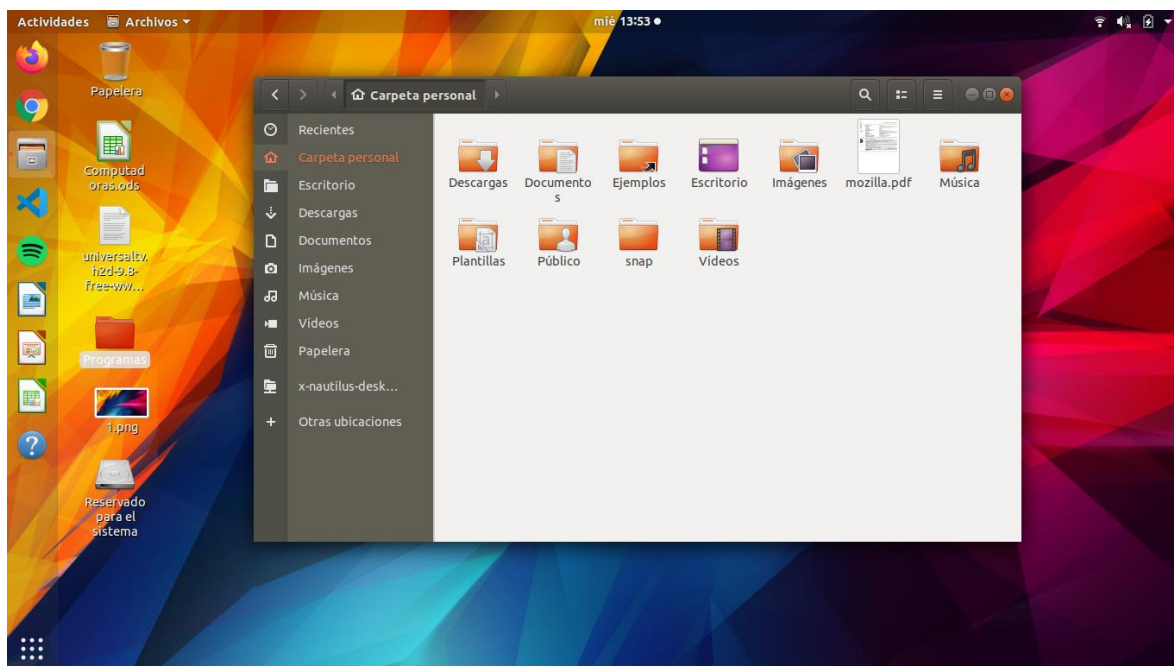 Actividades Archivos mié 13:53
Papelera
Computad
oras.ods
universaltv.
h2d-9.8-
free-ww...
Programas
1.png
Reservado
para el
sistema
Carpeta personal
Recientes
Carpeta personal
Escritorio
Descargas
Documentos
Imágenes
Música
Vídeos
Papelera
x-nautilus-desk...
Otras ubicaciones
Descargas Documento Ejemplos Escritorio Imágenes mozilla.pdf Música
s
Plantillas Público snap Vídeos